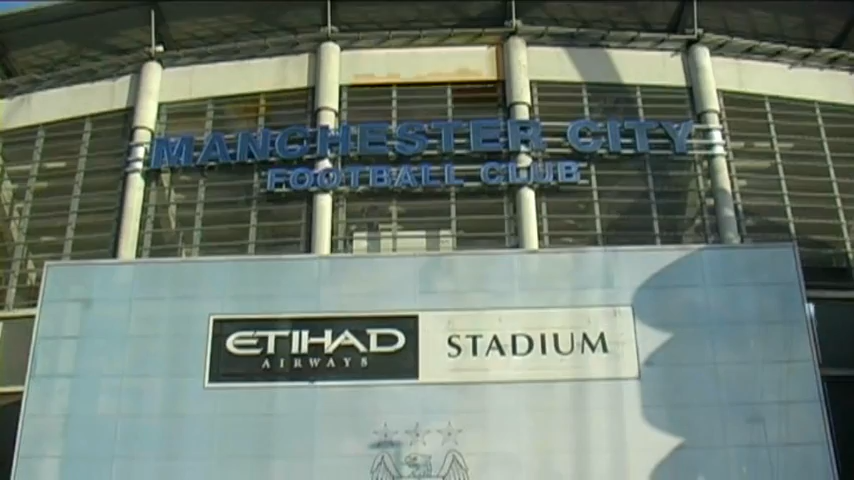 MANCHESTER CITY
FOOTBALL CLUB
ETIHAD
AIRWAYS
STADIUM